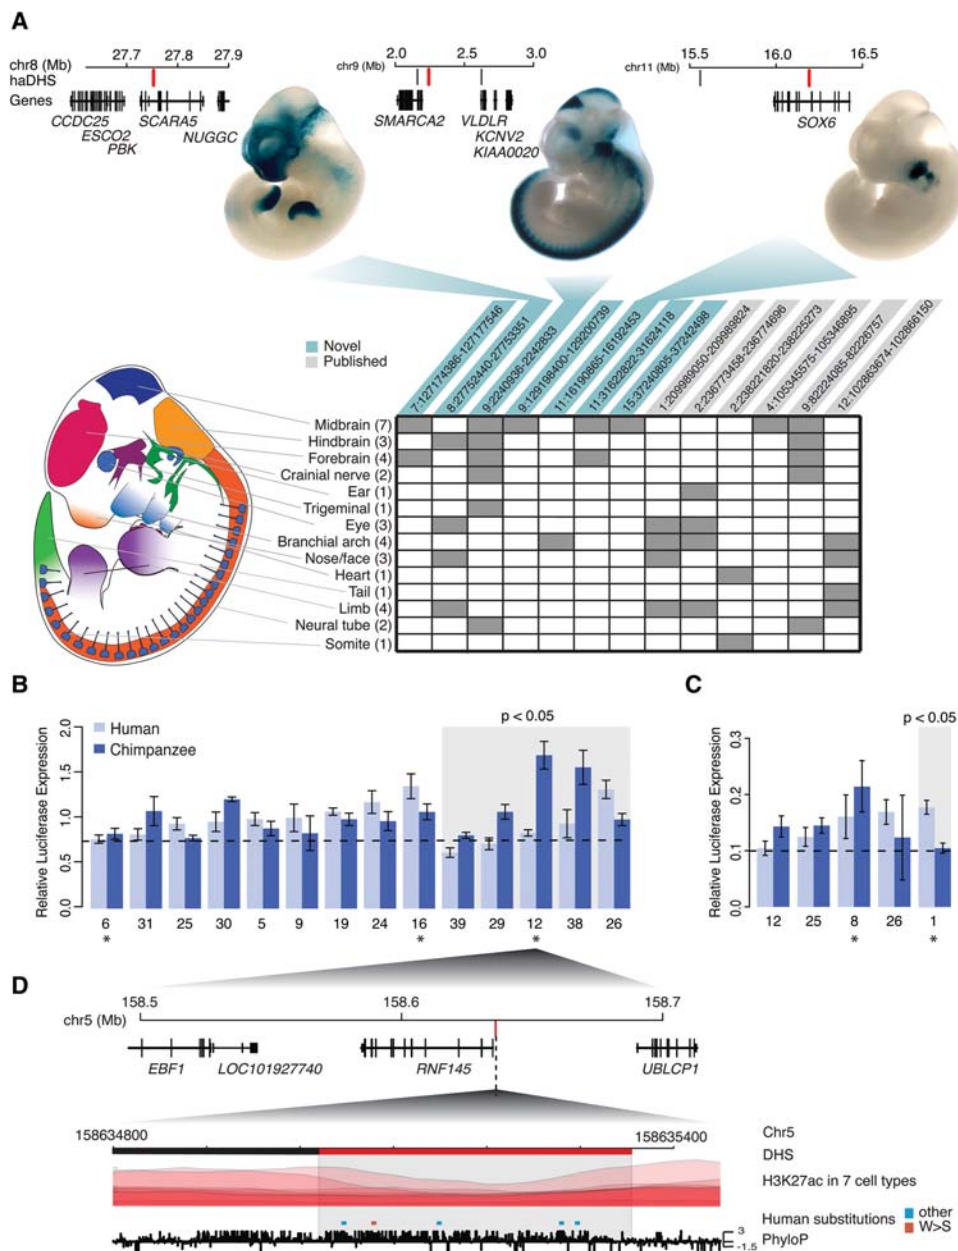 A
27.7 27.8 27.9
chr8 (Mb)
haDHS
Genes
CCDC25
ESCO2
PBK
SCARA5
NUGGC
2.0 3.0
chr9 (Mb)
SMARCA2
VLDLR
KCNV2
KIAA0020
15.5 16.0 16.5
chr11 (Mb)
SOX6
Novel
Published
7:127174386-127177546
8:27752440-27753351
9:2240936-2242833
9:129198400-129200739
11:16190865-16192453
11:31622822-31624118
15:37240805-37242498
1:209989050-209989824
2:236773458-236774696
2:238221820-238225273
4:105345575-105346895
9:82224085-82226757
12:102863674-102866150
Midbrain (7)
Hindbrain (3)
Forebrain (4)
Crainial nerve (2)
Ear (1)
Trigeminal (1)
Eye (3)
Branchial arch (4)
Nose/face (3)
Heart (1)
Tail (1)
Limb (4)
Neural tube (2)
Somite (1)
B
Relative Luciferase Expression
2.0
1.5
1.0
0.5
0.0
Human
Chimpanzee
p < 0.05
6 31 25 30 5 9 19 24 16 39 29 12 38 26
* * *
C
Relative Luciferase Expression
0.3
0.2
0.1
0.0
p < 0.05
12 25 8 26 1
* *
D
158.5 158.6 158.7
chr5 (Mb)
EBF1 LOC101927740 RNF145 UBLCP1
158634800 158635400
Chr5
DHS
H3K27ac in 7 cell types
Human substitutions
other
W>S
PhyloP
3
-1.5